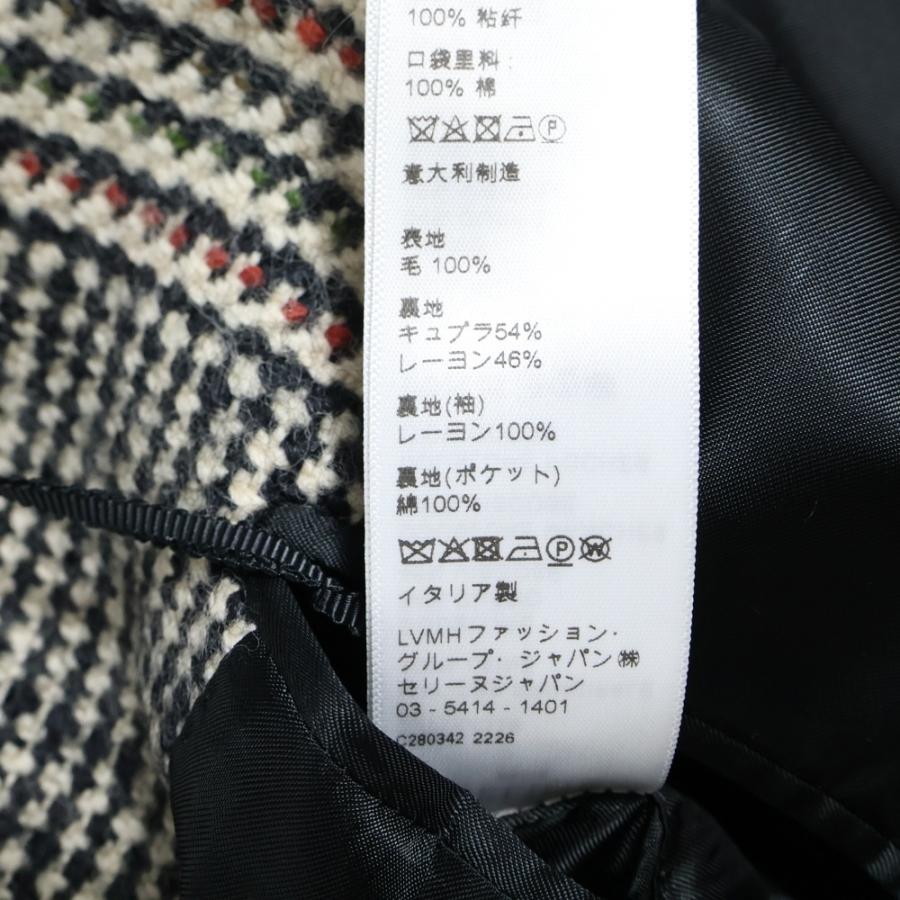 100% 粘纤
口袋里料:
100% 棉
意大利制造
表地
毛 100%
裏地
キュプラ54%
レーヨン46%
裏地(袖)
レーヨン100%
裏地(ポケット)
綿100%
イタリア製
LVMHファッション・
グループ・ジャパン㈱
セリーヌジャパン
03 - 5414 - 1401
C280342 2226